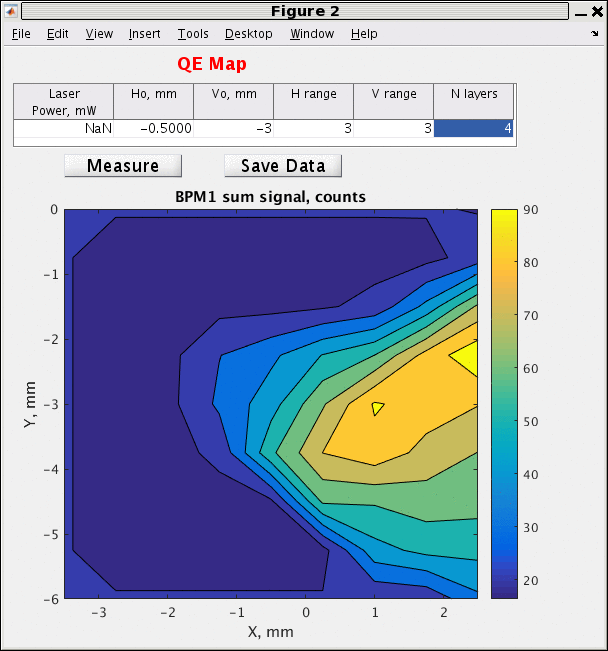 Figure 2
File Edit View Insert Tools Desktop Window Help
QE Map
Laser Power, mW Ho, mm Vo, mm H range V range N layers
NaN −0.5000 −3 3 3 4
Measure Save Data
BPM1 sum signal, counts
0
−1
−2
−3
−4
−5
−6
Y, mm
−3 −2 −1 0 1 2
X, mm
90
80
70
60
50
40
30
20